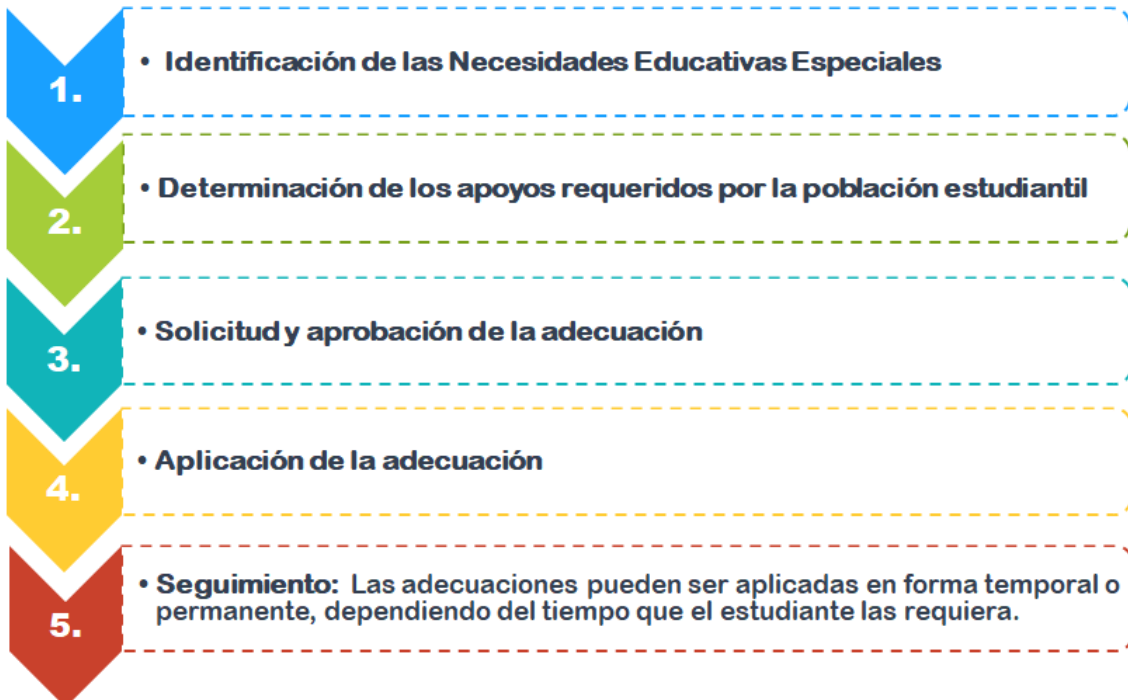 1.
• Identificación de las Necesidades Educativas Especiales
2.
• Determinación de los apoyos requeridos por la población estudiantil
3.
• Solicitud y aprobación de la adecuación
4.
• Aplicación de la adecuación
5.
• Seguimiento: Las adecuaciones pueden ser aplicadas en forma temporal o
permanente, dependiendo del tiempo que el estudiante las requiera.